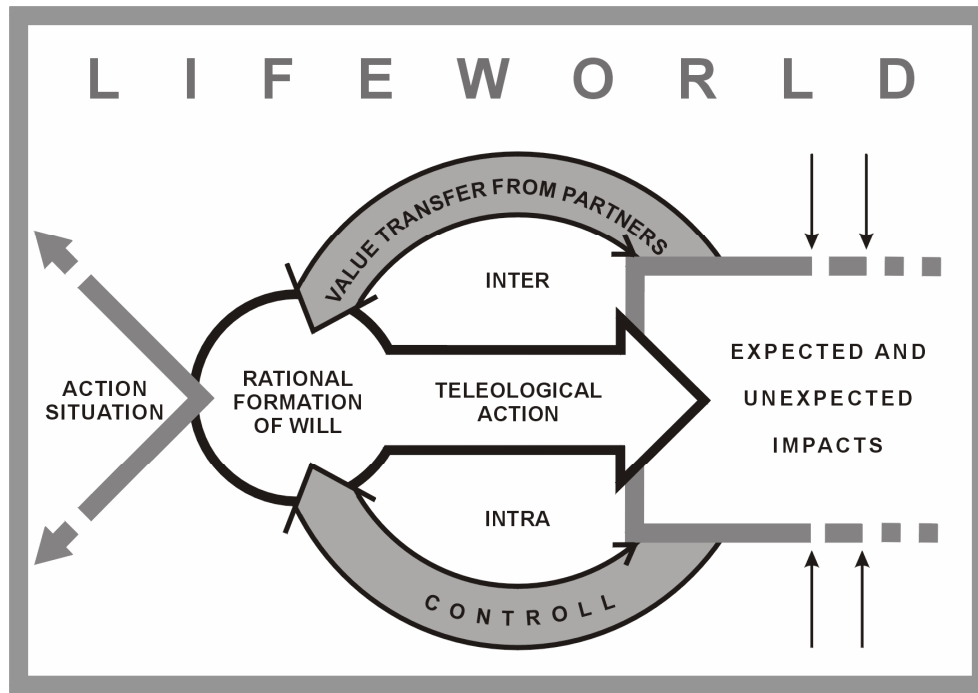 LIFEWORLD
VALUE TRANSFER FROM PARTNERS
INTER
ACTION
SITUATION
RATIONAL
FORMATION
OF WILL
TELEOLOGICAL
ACTION
EXPECTED AND
UNEXPECTED
IMPACTS
INTRA
CONTROLL